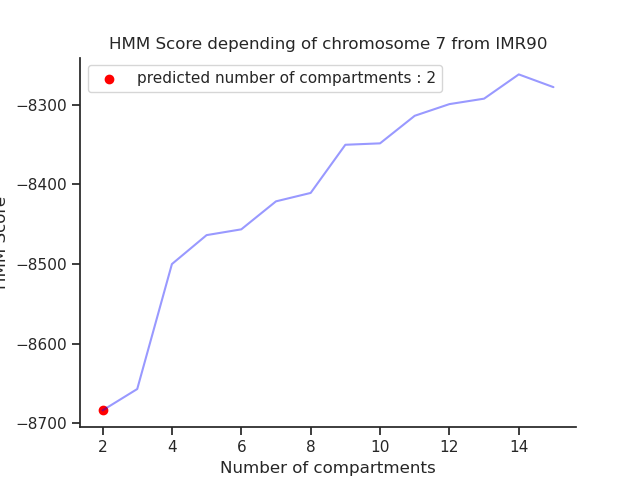 HMM Score depending of chromosome 7 from IMR90
predicted number of compartments : 2
−8300
−8400
−8500
−8600
−8700
HMM Score
2 4 6 8 10 12 14
Number of compartments